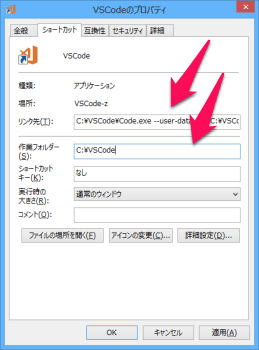 VSCodeのプロパティ
全般 ショートカット 互換性 セキュリティ 詳細
VSCode
種類: アプリケーション
場所: VSCode-z
リンク先(T): C:¥VSCode¥Code.exe --user-data C:¥VSCo
作業フォルダー(S): C:¥VSCode
ショートカットキー(K): なし
実行時の大きさ(R): 通常のウィンドウ
コメント(O):
ファイルの場所を開く(F) アイコンの変更(C)... 詳細設定(D)...
OK キャンセル 適用(A)